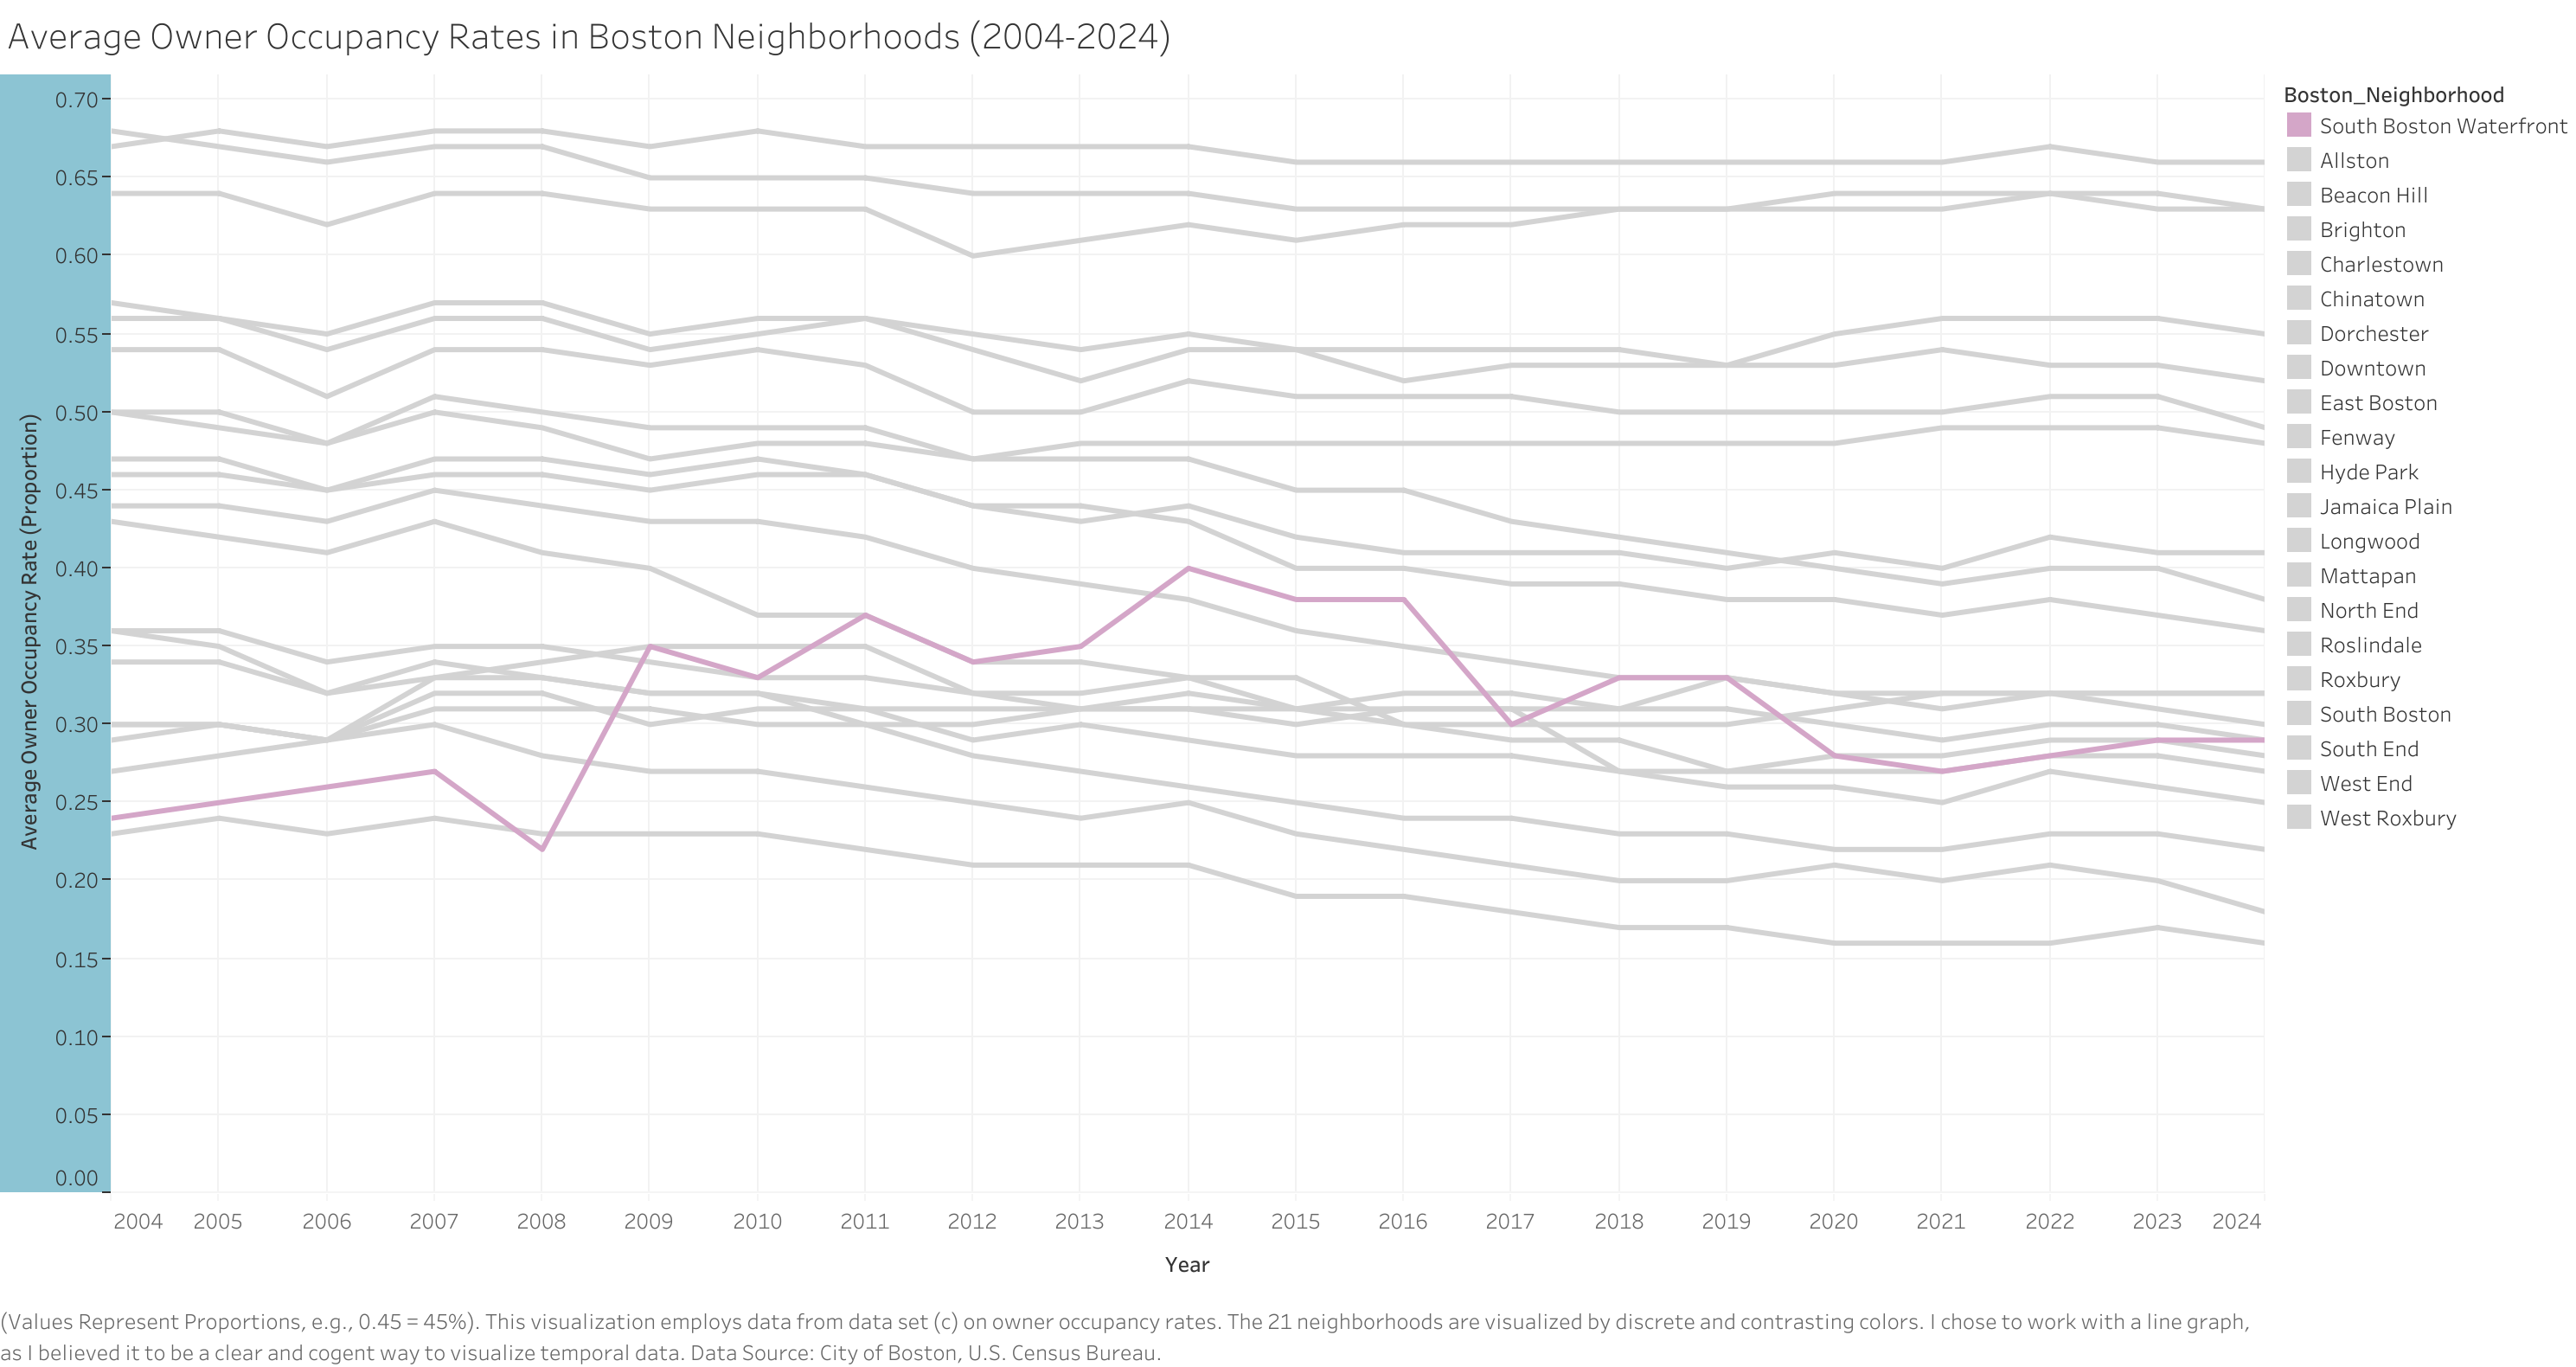 Average Owner Occupancy Rates in Boston Neighborhoods (2004-2024)
Average Owner Occupancy Rate (Proportion)
0.70
0.65
0.60
0.55
0.50
0.45
0.40
0.35
0.30
0.25
0.20
0.15
0.10
0.05
0.00
2004 2005 2006 2007 2008 2009 2010 2011 2012 2013 2014 2015 2016 2017 2018 2019 2020 2021 2022 2023 2024
Year
Boston_Neighborhood
South Boston Waterfront
Allston
Beacon Hill
Brighton
Charlestown
Chinatown
Dorchester
Downtown
East Boston
Fenway
Hyde Park
Jamaica Plain
Longwood
Mattapan
North End
Roslindale
Roxbury
South Boston
South End
West End
West Roxbury
(Values Represent Proportions, e.g., 0.45 = 45%). This visualization employs data from data set (c) on owner occupancy rates. The 21 neighborhoods are visualized by discrete and contrasting colors. I chose to work with a line graph,
as I believed it to be a clear and cogent way to visualize temporal data. Data Source: City of Boston, U.S. Census Bureau.